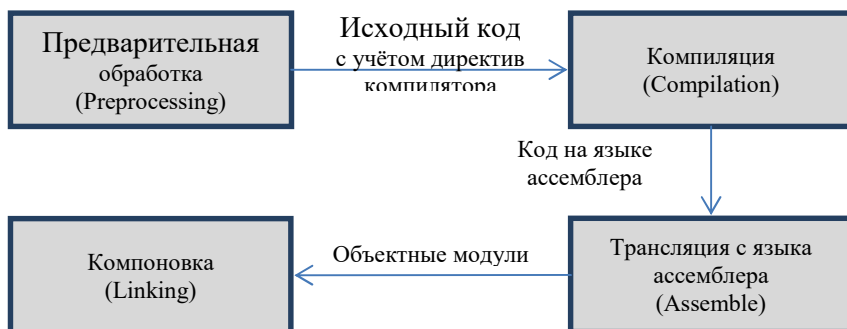 Предварительная
обработка
(Preprocessing)
Исходный код
с учётом директив
компилятора
Компиляция
(Compilation)
Код на языке
ассемблера
Трансляция с языка
ассемблера
(Assemble)
Объектные модули
Компоновка
(Linking)